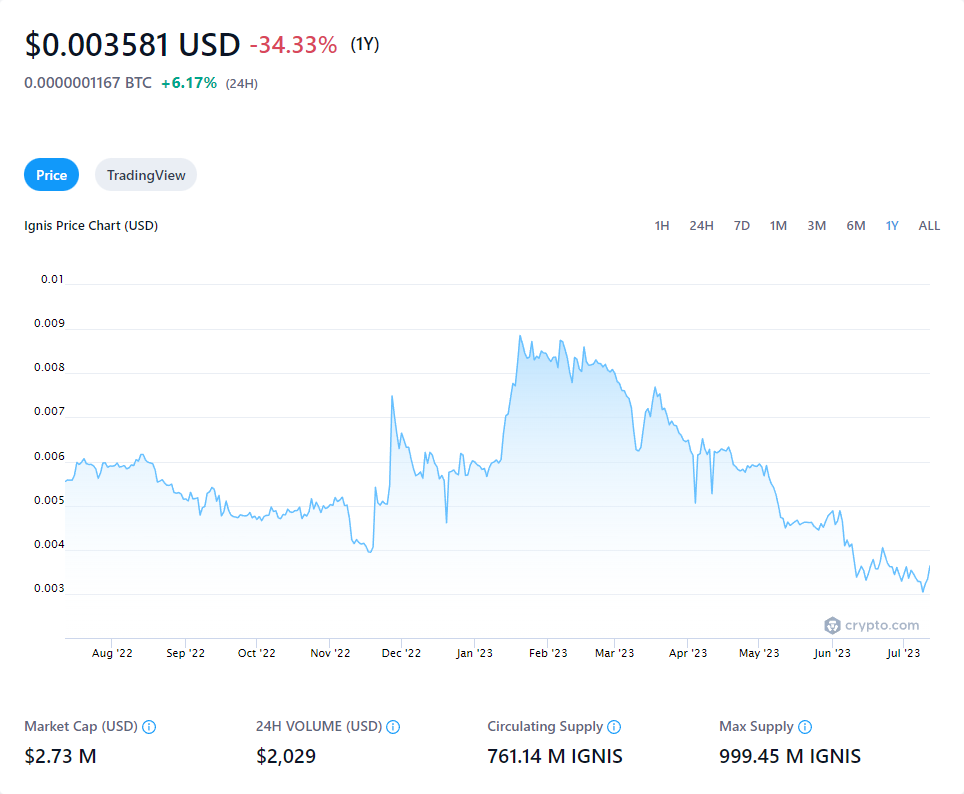 $0.003581 USD -34.33% (1Y)
0.0000001167 BTC +6.17% (24H)
Price TradingView
Ignis Price Chart (USD) 1H 24H 7D 1M 3M 6M 1Y ALL
0.01
0.009
0.008
0.007
0.006
0.005
0.004
0.003
crypto.com
Aug '22 Sep '22 Oct '22 Nov '22 Dec '22 Jan '23 Feb '23 Mar '23 Apr '23 May '23 Jun '23 Jul '23
Market Cap (USD) 24H VOLUME (USD) Circulating Supply Max Supply
$2.73 M $2,029 761.14 M IGNIS 999.45 M IGNIS